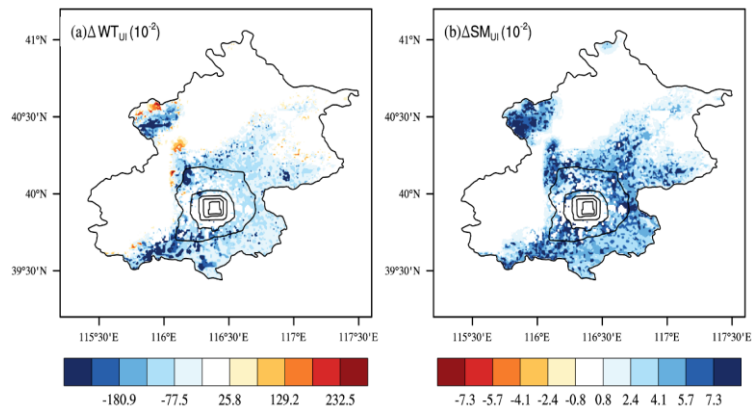 (a)ΔWT_UI (10⁻²)
(b)ΔSM_UI (10⁻²)
41°N
40°30'N
40°N
39°30'N
41°N
40°30'N
40°N
39°30'N
115°30'E 116°E 116°30'E 117°E 117°30'E
115°30'E 116°E 116°30'E 117°E 117°30'E
-180.9 -77.5 25.8 129.2 232.5
-7.3 -5.7 -4.1 -2.4 -0.8 0.8 2.4 4.1 5.7 7.3